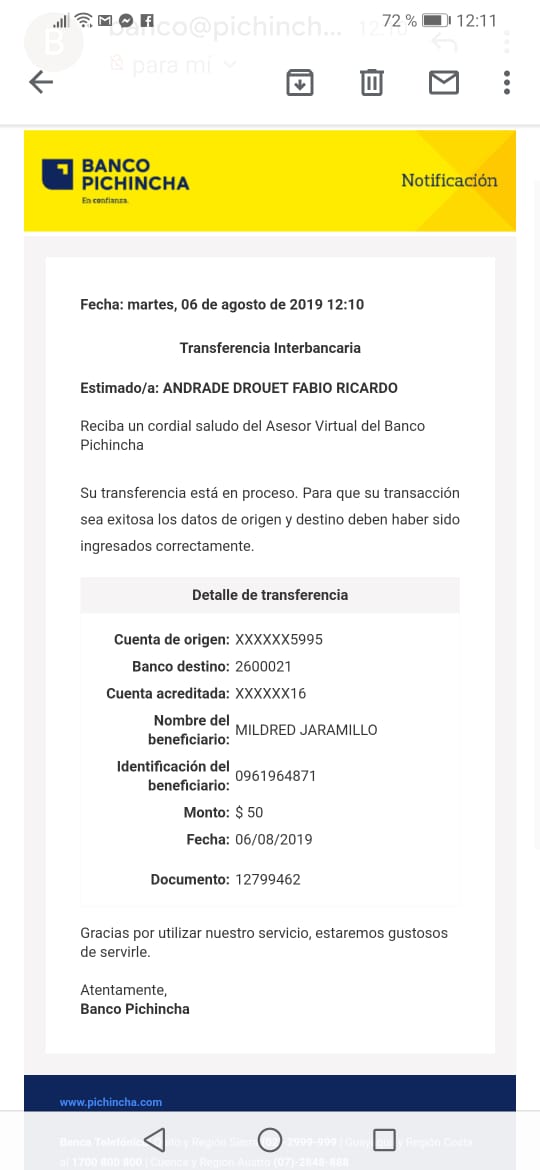 72 % 12:11
B banco@pichinch... 12:10
para mí
BANCO
PICHINCHA
En confianza.
Notificación
Fecha: martes, 06 de agosto de 2019 12:10
Transferencia Interbancaria
Estimado/a: ANDRADE DROUET FABIO RICARDO
Reciba un cordial saludo del Asesor Virtual del Banco
Pichincha
Su transferencia está en proceso. Para que su transacción
sea exitosa los datos de origen y destino deben haber sido
ingresados correctamente.
Detalle de transferencia
Cuenta de origen: XXXXXX5995
Banco destino: 2600021
Cuenta acreditada: XXXXXX16
Nombre del
beneficiario: MILDRED JARAMILLO
Identificación del
beneficiario: 0961964871
Monto: $ 50
Fecha: 06/08/2019
Documento: 12799462
Gracias por utilizar nuestro servicio, estaremos gustosos
de servirle.
Atentamente,
Banco Pichincha
www.pichincha.com
Banca Telefónic y Región Sierra 2999-999 | Región Costa
al 1700 800 800 | Cuenca y Región Austro (07)-2848-888